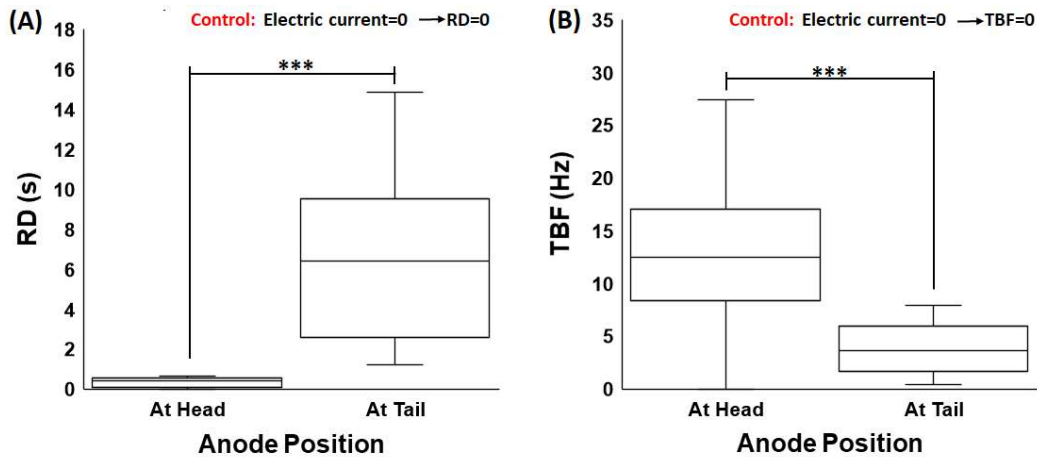 (A)
Control: Electric current=0 →RD=0
18
16
14
12
10
8
6
4
2
0
RD (s)
***
At Head At Tail
Anode Position
(B)
Control: Electric current=0 →TBF=0
35
30
25
20
15
10
5
0
TBF (Hz)
***
At Head At Tail
Anode Position